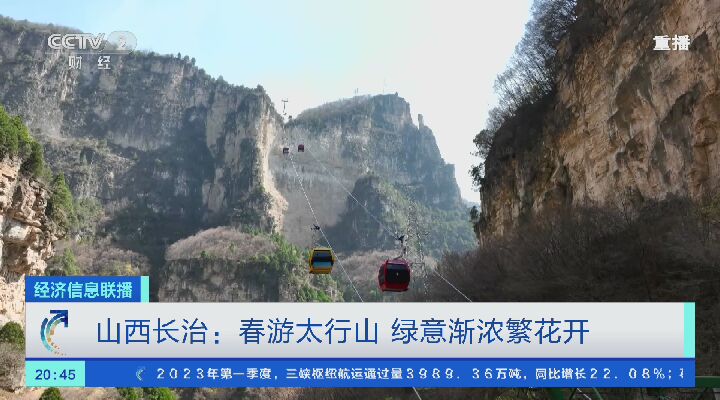 CCTV 2
财经
重播
经济信息联播
山西长治：春游太行山 绿意渐浓繁花开
20:45
2023年第一季度，三峡枢纽航运通过量3989．36万吨，同比增长22．08%；